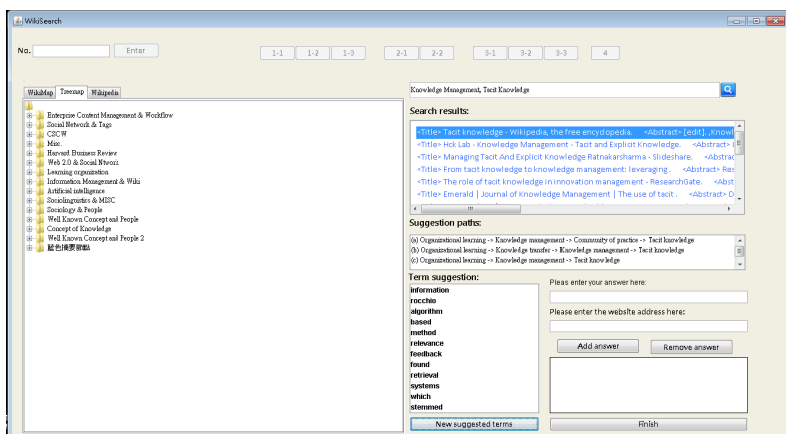 WikiSearch
No. Enter 1-1 1-2 1-3 2-1 2-2 3-1 3-2 3-3 4
WikiMap Treemap Wikipedia
Enterprise Content Management & Workflow
Social Network & Tags
CSCW
Misc.
Harvard Business Review
Web 2.0 & Social Ntwors
Learning organization
Information Management & Wiki
Artificial intelligence
Sociolinguistics & MISC
Sociology & People
Well Known Concept and People
Concept of Knowledge
Well Known Concept and People 2
藍色摘要節點
Knowledge Management, Tacit Knowledge
Search results:
<Title> Tacit knowledge - Wikipedia, the free encyclopedia. <Abstract> [edit]. ,Knowl
<Title> Hck Lab - Knowledge Management - Tacit and Explicit Knowledge. <Abstract>
<Title> Managing Tacit And Explicit Knowledge Ratnakarsharma - Slideshare. <Abstrac
<Title> From tacit knowledge to knowledge management: leveraging . <Abstract> Res
<Title> The role of tacit knowledge in innovation management - ResearchGate. <Abst
<Title> Emerald | Journal of Knowledge Management | The use of tacit . <Abstract> D
Suggestion paths:
(a) Organizational learning -> Knowledge management -> Community of practice -> Tacit knowledge
(b) Organizational learning -> Knowledge transfer -> Knowledge management -> Tacit knowledge
(c) Organizational learning -> Knowledge management -> Tacit knowledge
Term suggestion:
information
rocchio
algorithm
based
method
relevance
feedback
found
retrieval
systems
which
stemmed
New suggested terms
Pleas enter your answer here:
Please enter the website address here:
Add answer Remove answer
Finish